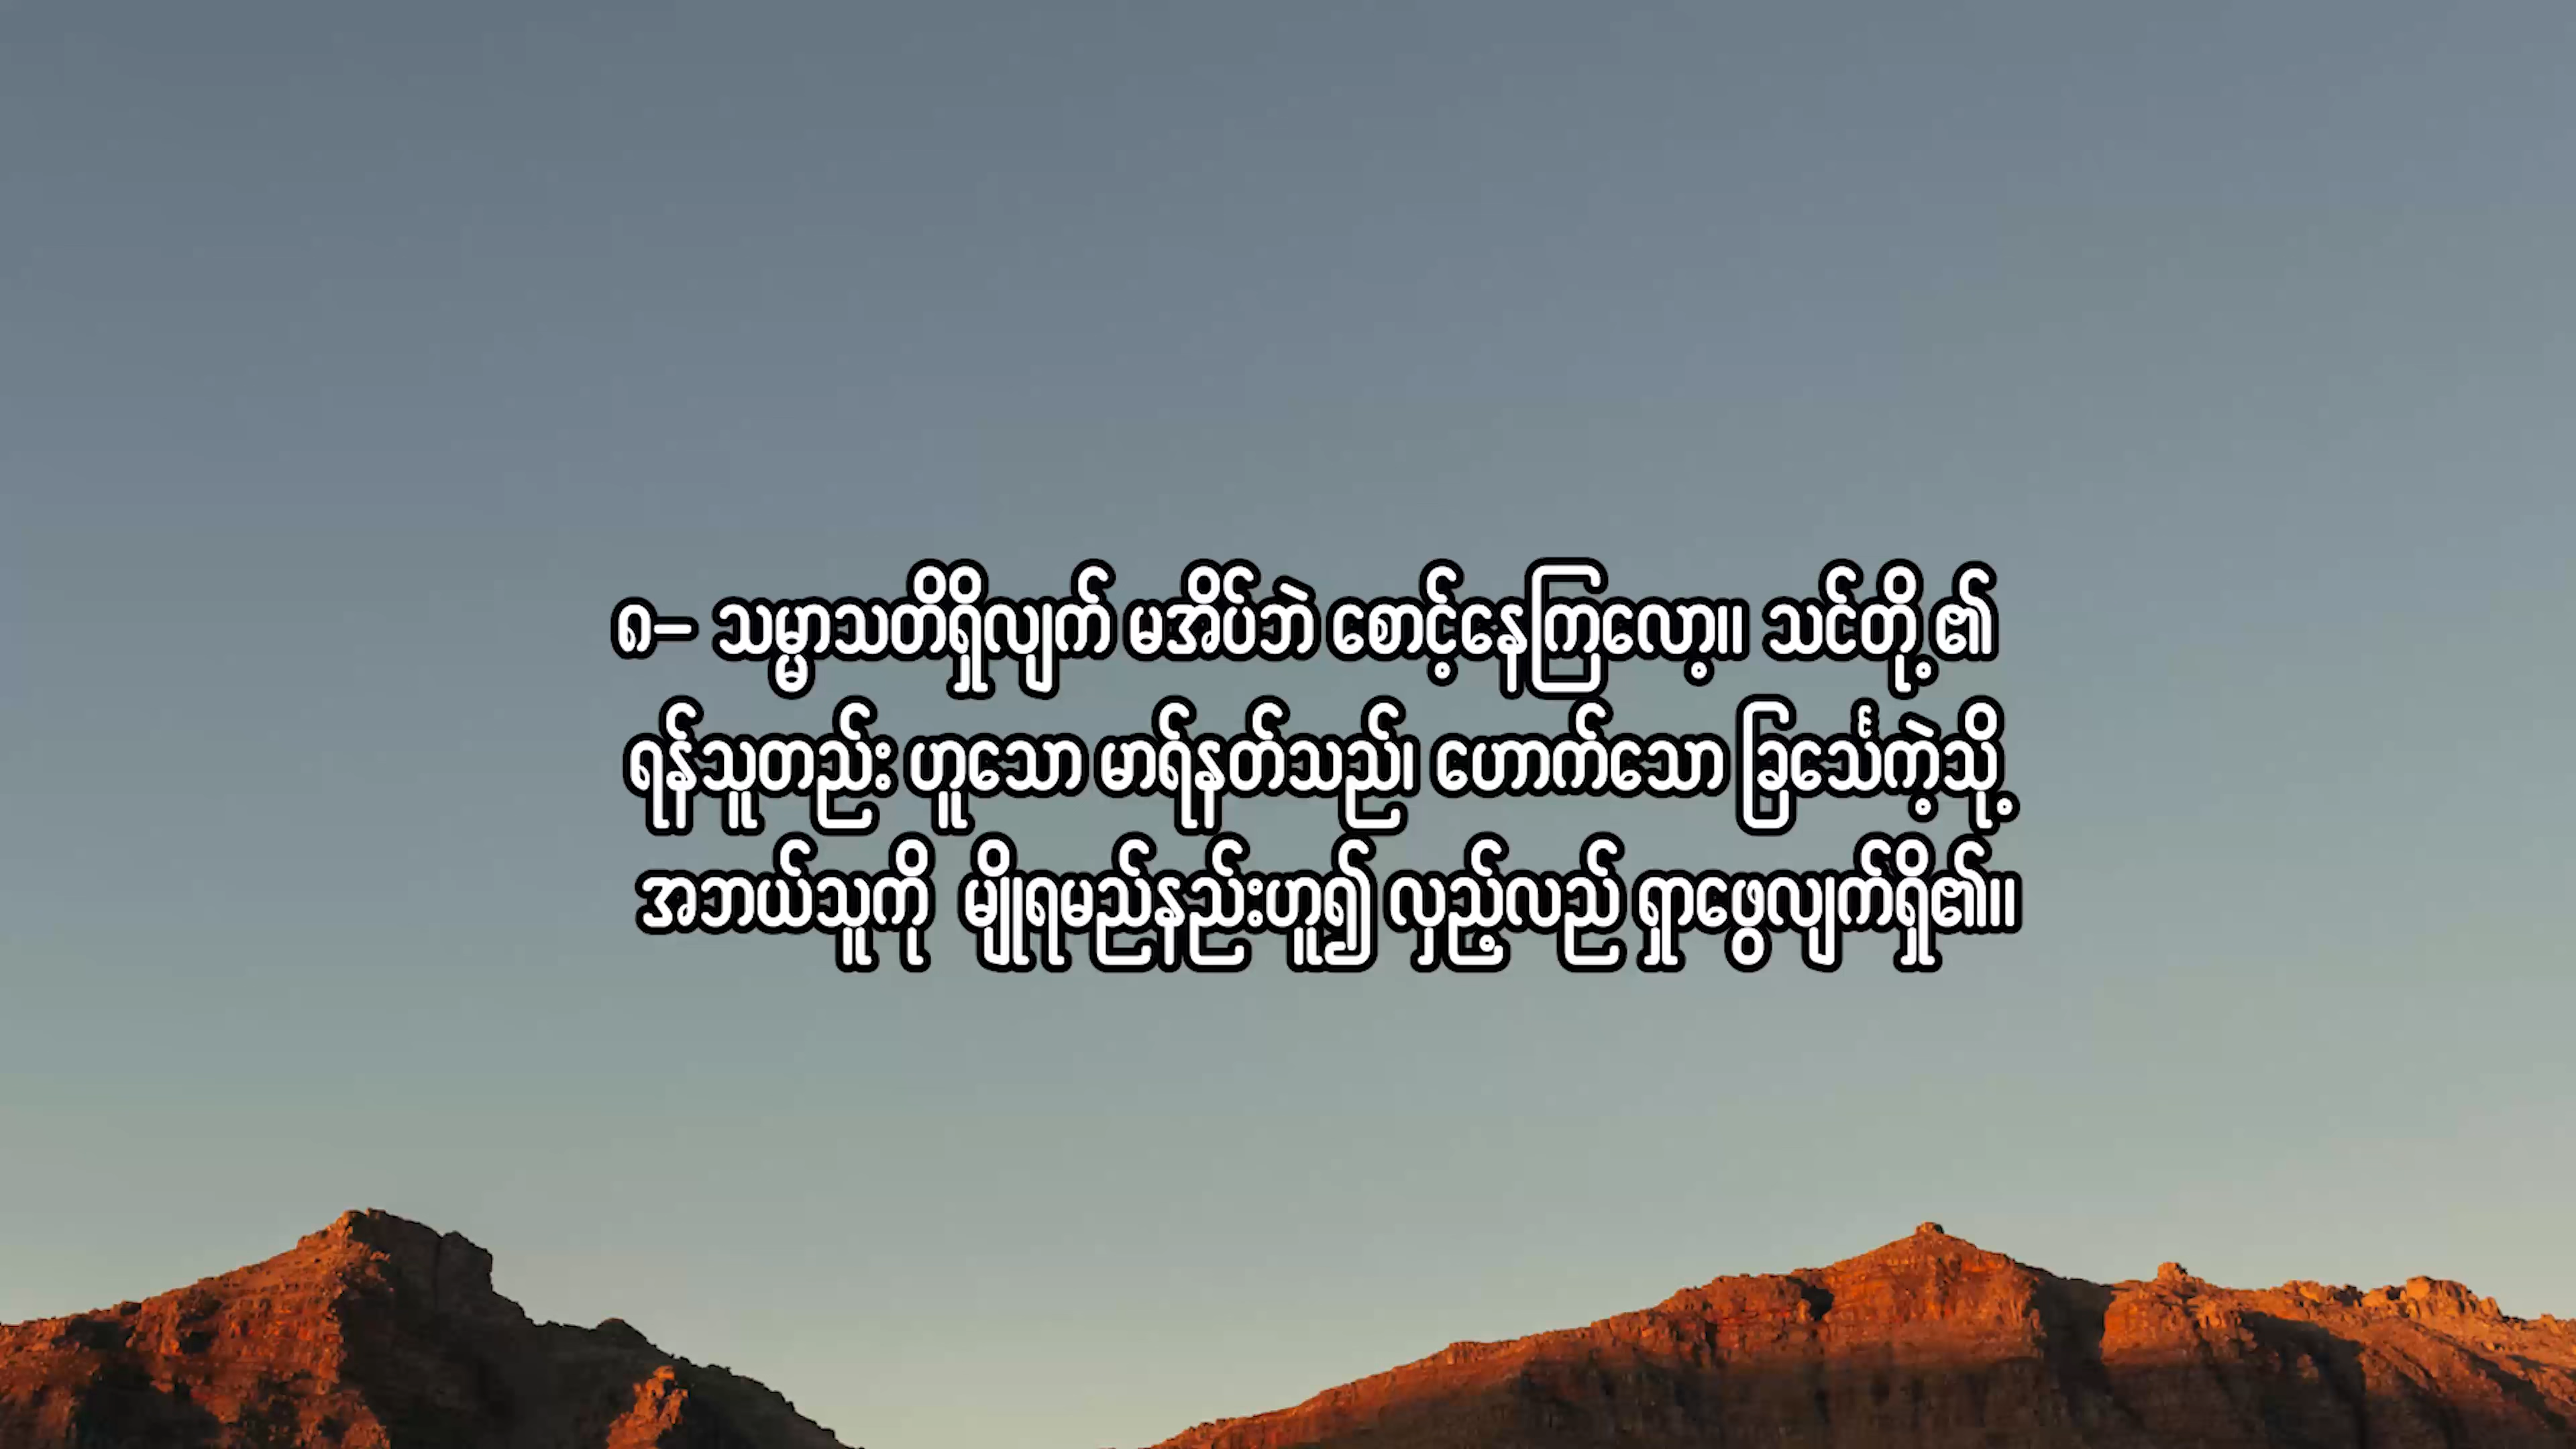 ၈– သမ္မာသတိရှိလျက် မအိပ်ဘဲ စောင့်နေကြလော့။ သင်တို့၏
ရန်သူတည်း ဟူသော မာရ်နတ်သည်၊ ဟောက်သော ခြင်္သေ့ကဲ့သို့
အဘယ်သူကို မျိုရမည်နည်းဟူ၍ လှည့်လည် ရှာဖွေလျက်ရှိ၏။